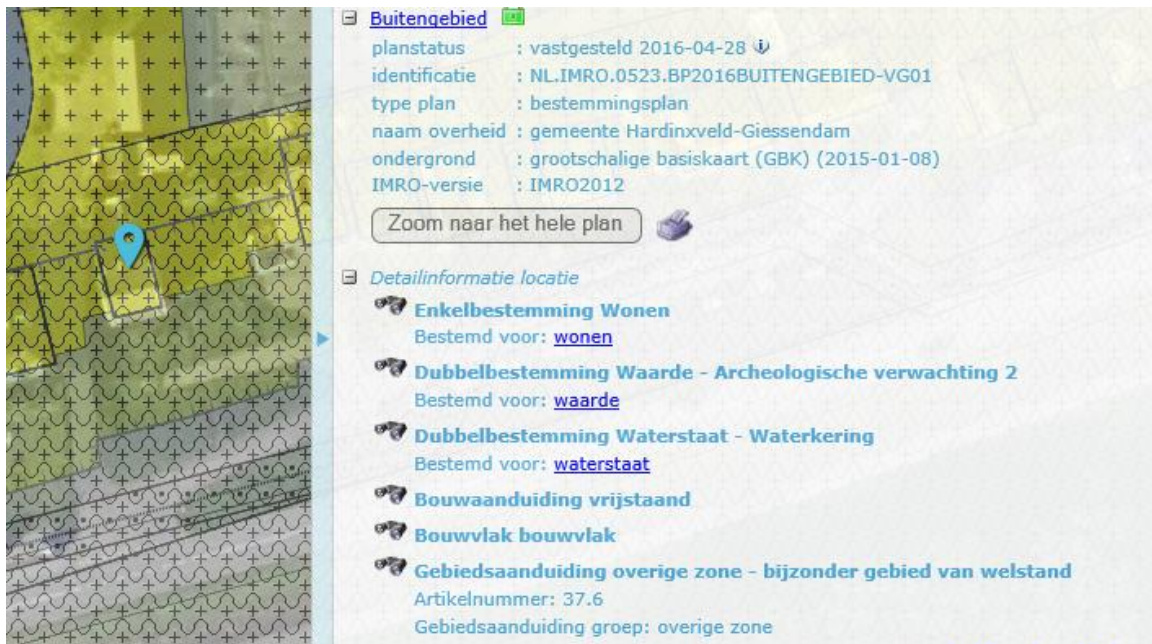 Buitengebied
planstatus : vastgesteld 2016-04-28
identificatie : NL.IMRO.0523.BP2016BUITENGEBIED-VG01
type plan : bestemmingsplan
naam overheid : gemeente Hardinxveld-Giessendam
ondergrond : grootschalige basiskaart (GBK) (2015-01-08)
IMRO-versie : IMRO2012
Zoom naar het hele plan
Detailinformatie locatie
Enkelbestemming Wonen
Bestemd voor: wonen
Dubbelbestemming Waarde - Archeologische verwachting 2
Bestemd voor: waarde
Dubbelbestemming Waterstaat - Waterkering
Bestemd voor: waterstaat
Bouwaanduiding vrijstaand
Bouwvlak bouwvlak
Gebiedsaanduiding overige zone - bijzonder gebied van welstand
Artikelnummer: 37.6
Gebiedsaanduiding groep: overige zone